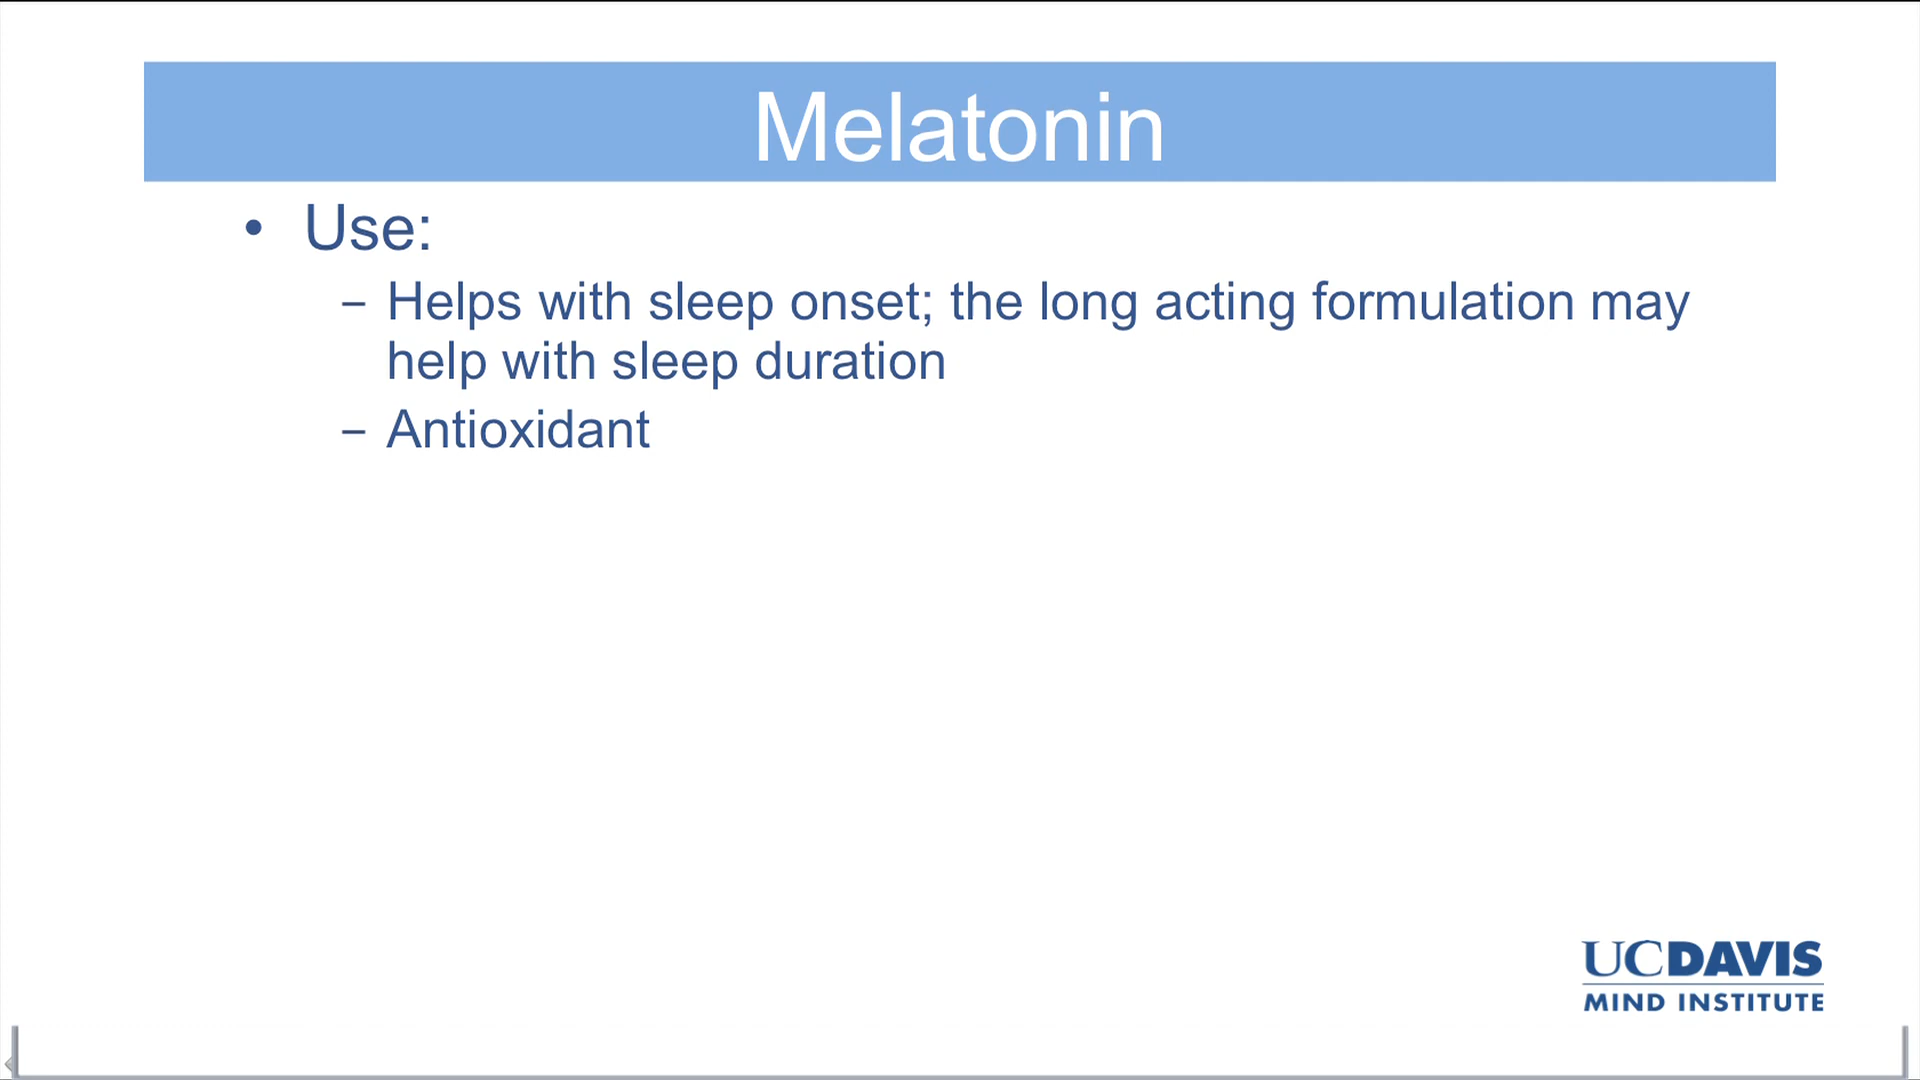 Melatonin
• Use:
– Helps with sleep onset; the long acting formulation may
help with sleep duration
– Antioxidant
UCDAVIS
MIND INSTITUTE